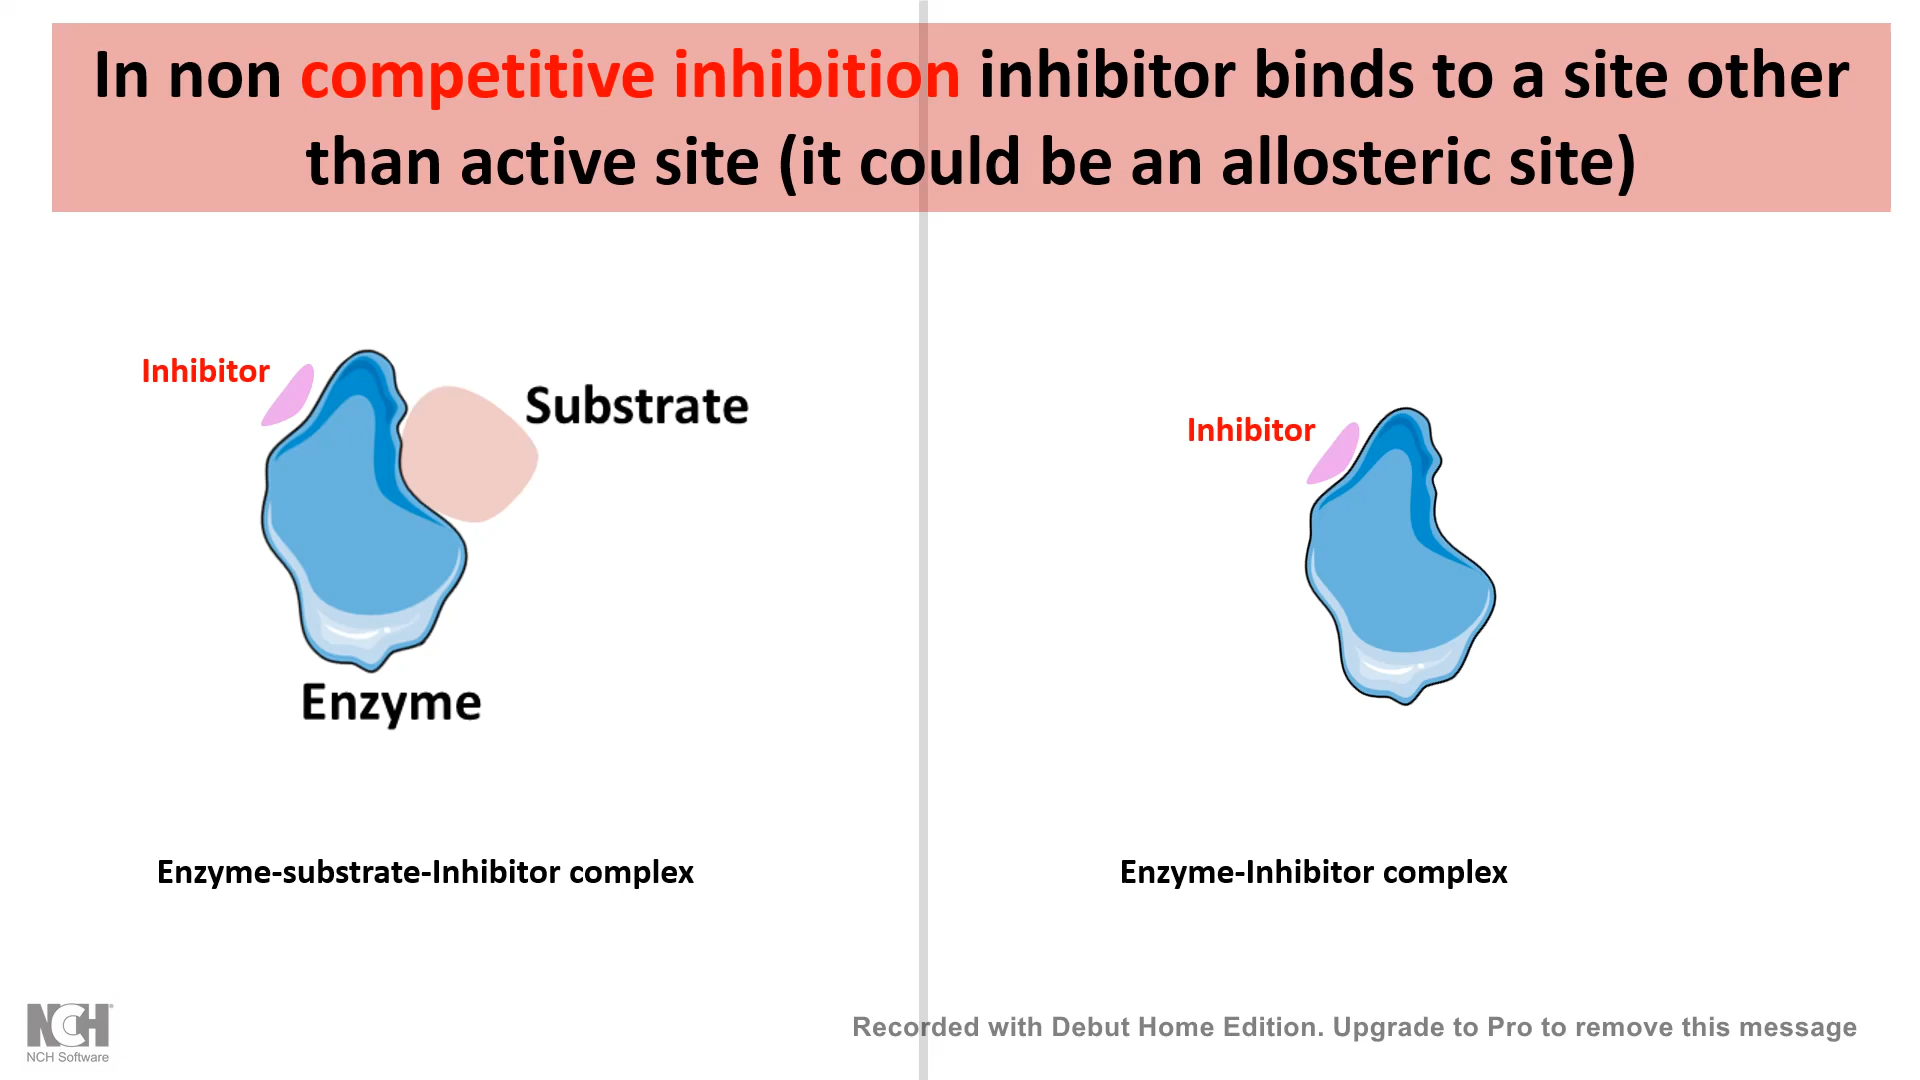 In non competitive inhibition inhibitor binds to a site other
than active site (it could be an allosteric site)
Inhibitor
Substrate
Enzyme
Inhibitor
Enzyme-substrate-Inhibitor complex
Enzyme-Inhibitor complex
NCH
NCH Software
Recorded with Debut Home Edition. Upgrade to Pro to remove this message